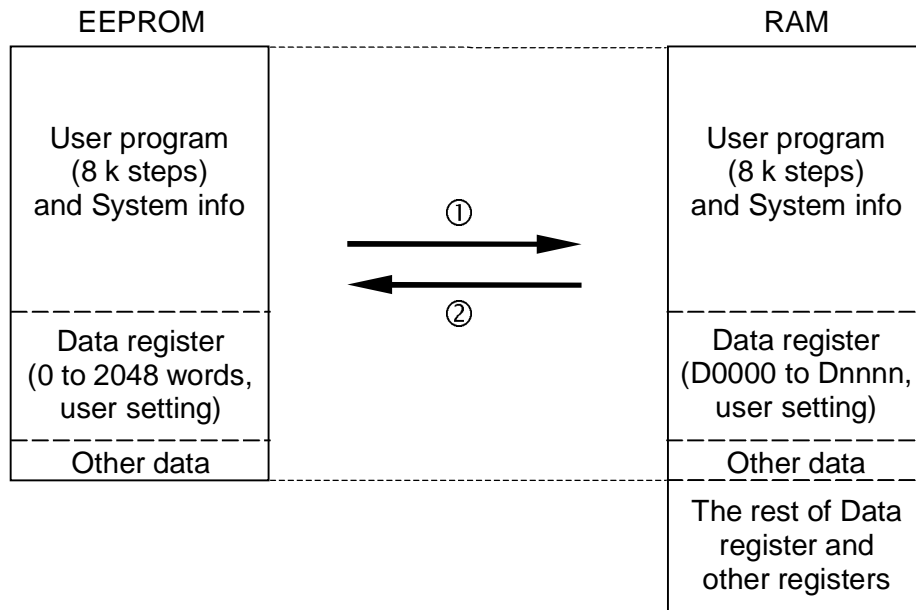 EEPROM
User program
(8 k steps)
and System info
Data register
(0 to 2048 words,
user setting)
Other data
①
②
RAM
User program
(8 k steps)
and System info
Data register
(D0000 to Dnnnn,
user setting)
Other data
The rest of Data
register and
other registers